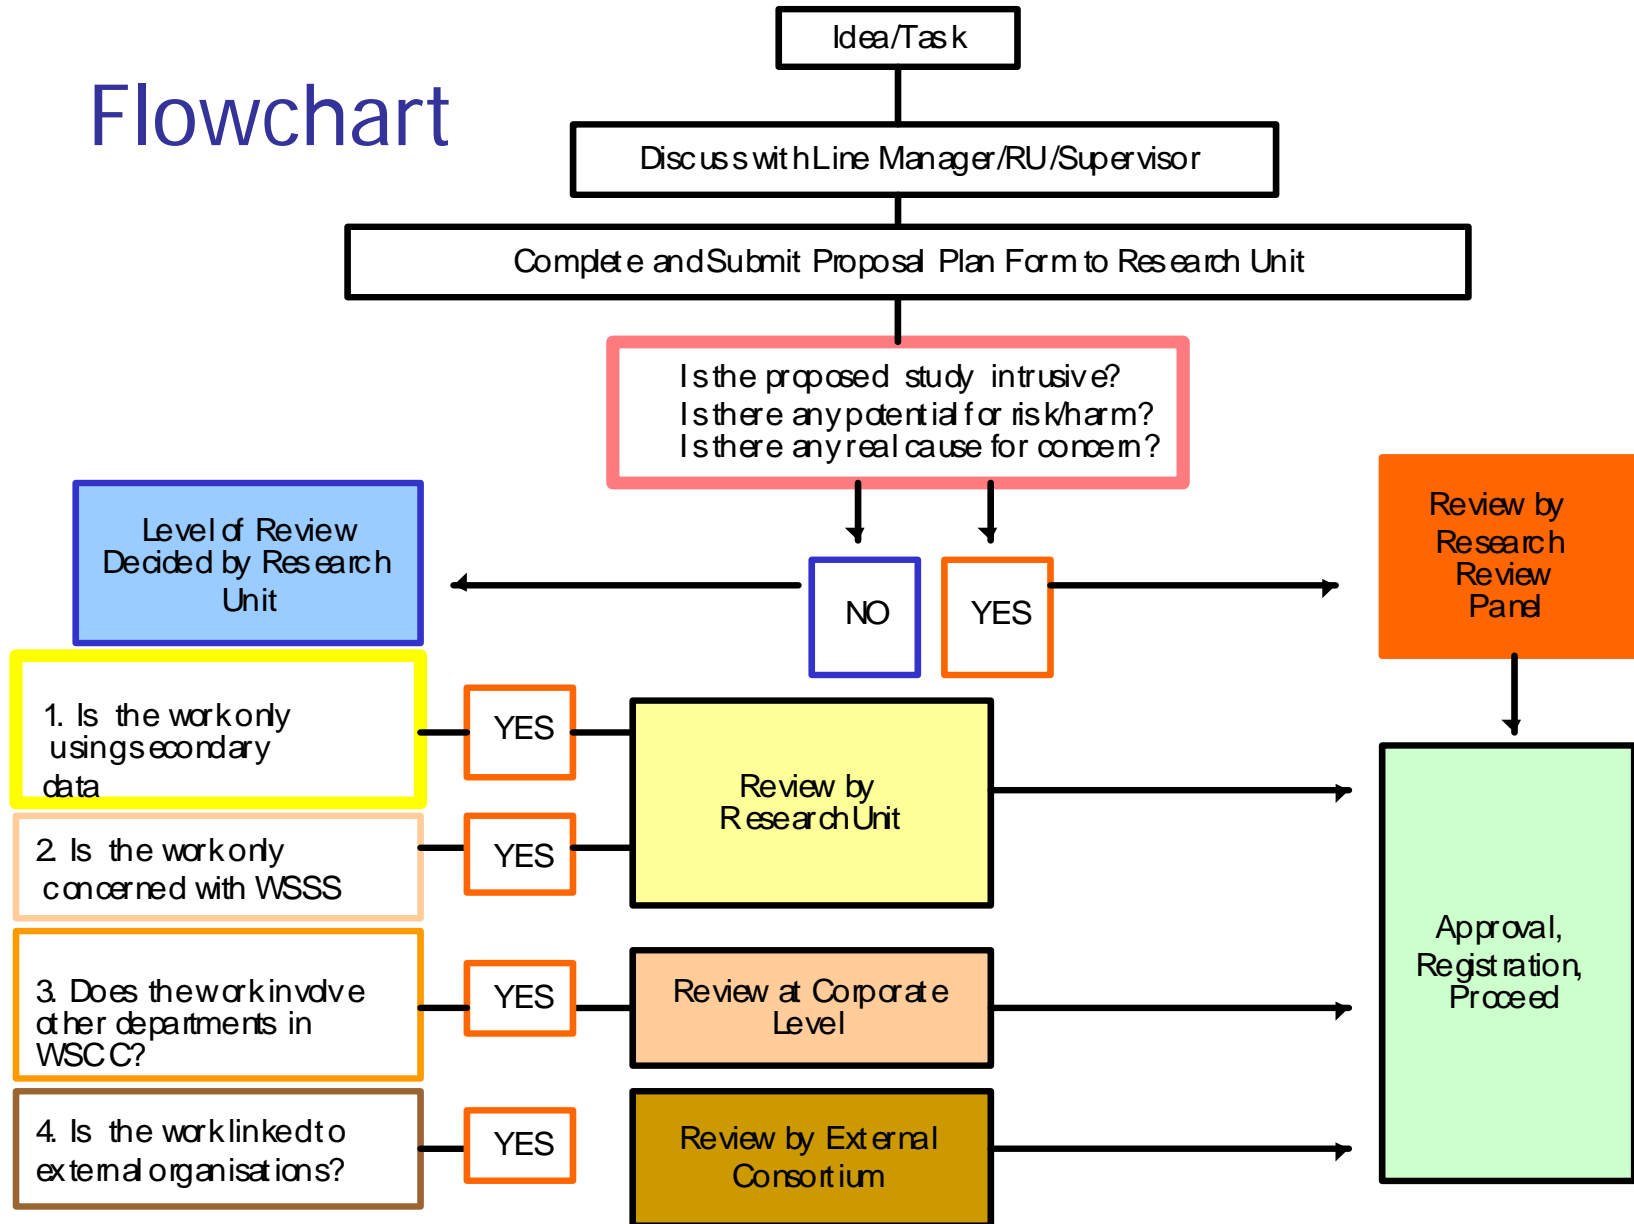 Flowchart
Idea/Task
Discuss with Line Manager/RU/Supervisor
Complete and Submit Proposal Plan Form to Research Unit
Is the proposed study intrusive?
Is there any potential for risk/harm?
Is there any real cause for concern?
Level of Review
Decided by Research
Unit
NO
YES
Review by
Research
Review
Panel
1. Is the work only
using secondary
data
YES
Review by
Research Unit
2. Is the work only
concerned with WSSS
YES
3. Does the work involve
other departments in
WSCC?
YES
Review at Corporate
Level
Approval,
Registration,
Proceed
4. Is the work linked to
external organisations?
YES
Review by External
Consortium